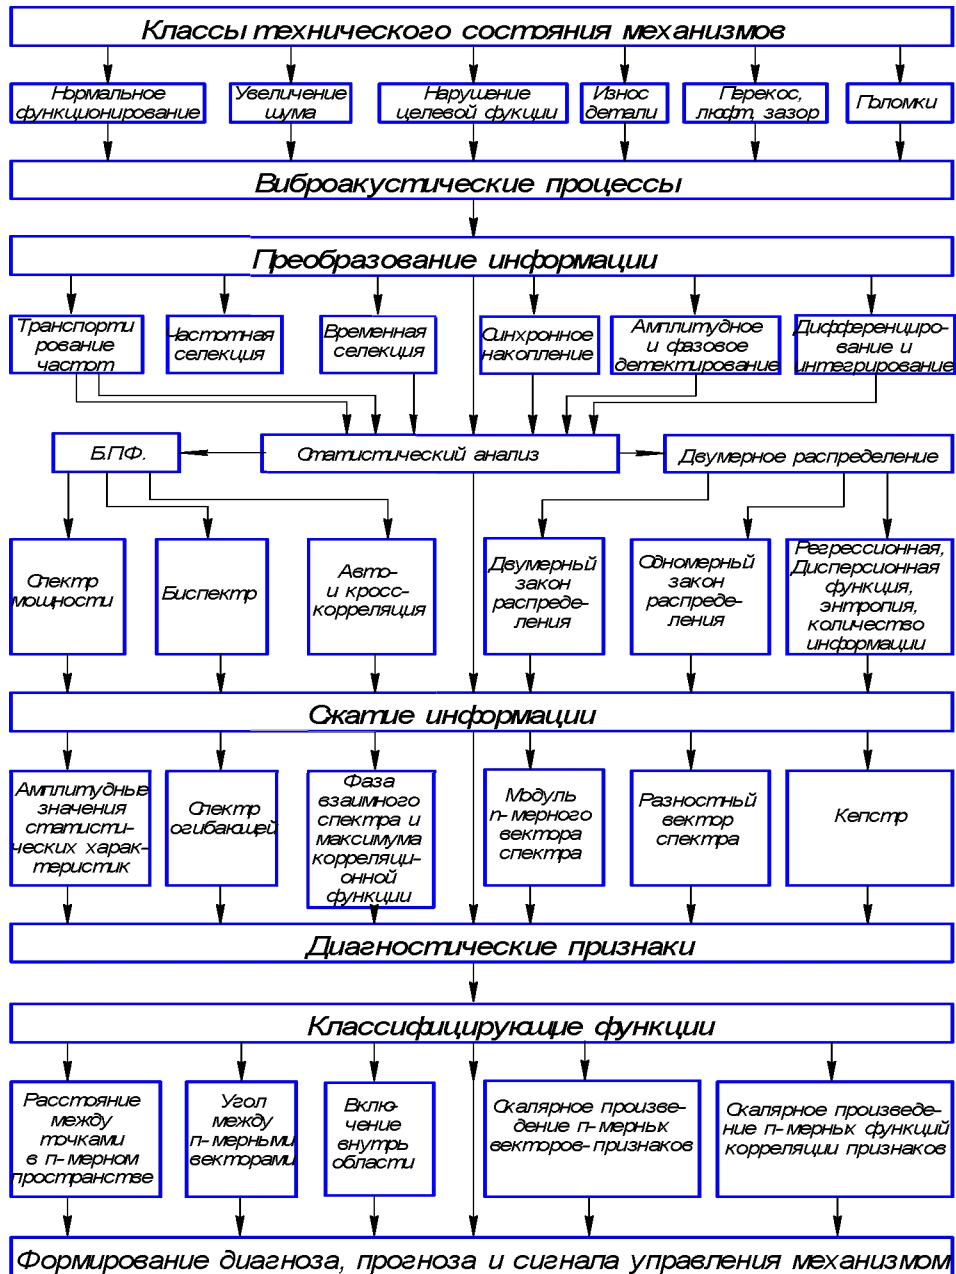 Классы технического состояния механизмов
Нормальное
функционирование
Увеличение
шума
Нарушение
целевой фукции
Износ
детали
Перекос,
люфт, зазор
Поломки
Виброакустические процессы
Преобразование информации
Транспорти
рование
частот
Частотная
селекция
Временная
селекция
Синхронное
накопление
Амплитудное
и фазовое
детектирование
Дифференциро-
вание и
интегрирование
Б.П.Ф.
Статистический анализ
Двумерное распределение
Спектр
мощности
Биспектр
Авто-
и кросс-
корреляция
Двумерный
закон
распреде-
ления
Одномерный
закон
распреде-
ления
Регрессионная,
Дисперсионная
функция,
энтропия,
количество
информации
Сжатие информации
Амплитудные
значения
статисти-
ческих харак-
теристик
Спектр
огибающей
Фаза
взаимного
спектра и
максимума
корреляци-
онной
функции
Модуль
п-мерного
вектора
спектра
Разностный
вектор
спектра
Кепстр
Диагностические признаки
Классифицирующие функции
Расстояние
между
точками
в п-мерном
пространстве
Угол
между
п-мерными
векторами
Вклю-
чение
внутрь
области
Скалярное произве-
дение п-мерных
векторов-признаков
Скалярное произведе-
ние п-мерных функций
корреляции признаков
Формирование диагноза, прогноза и сигнала управления механизмом